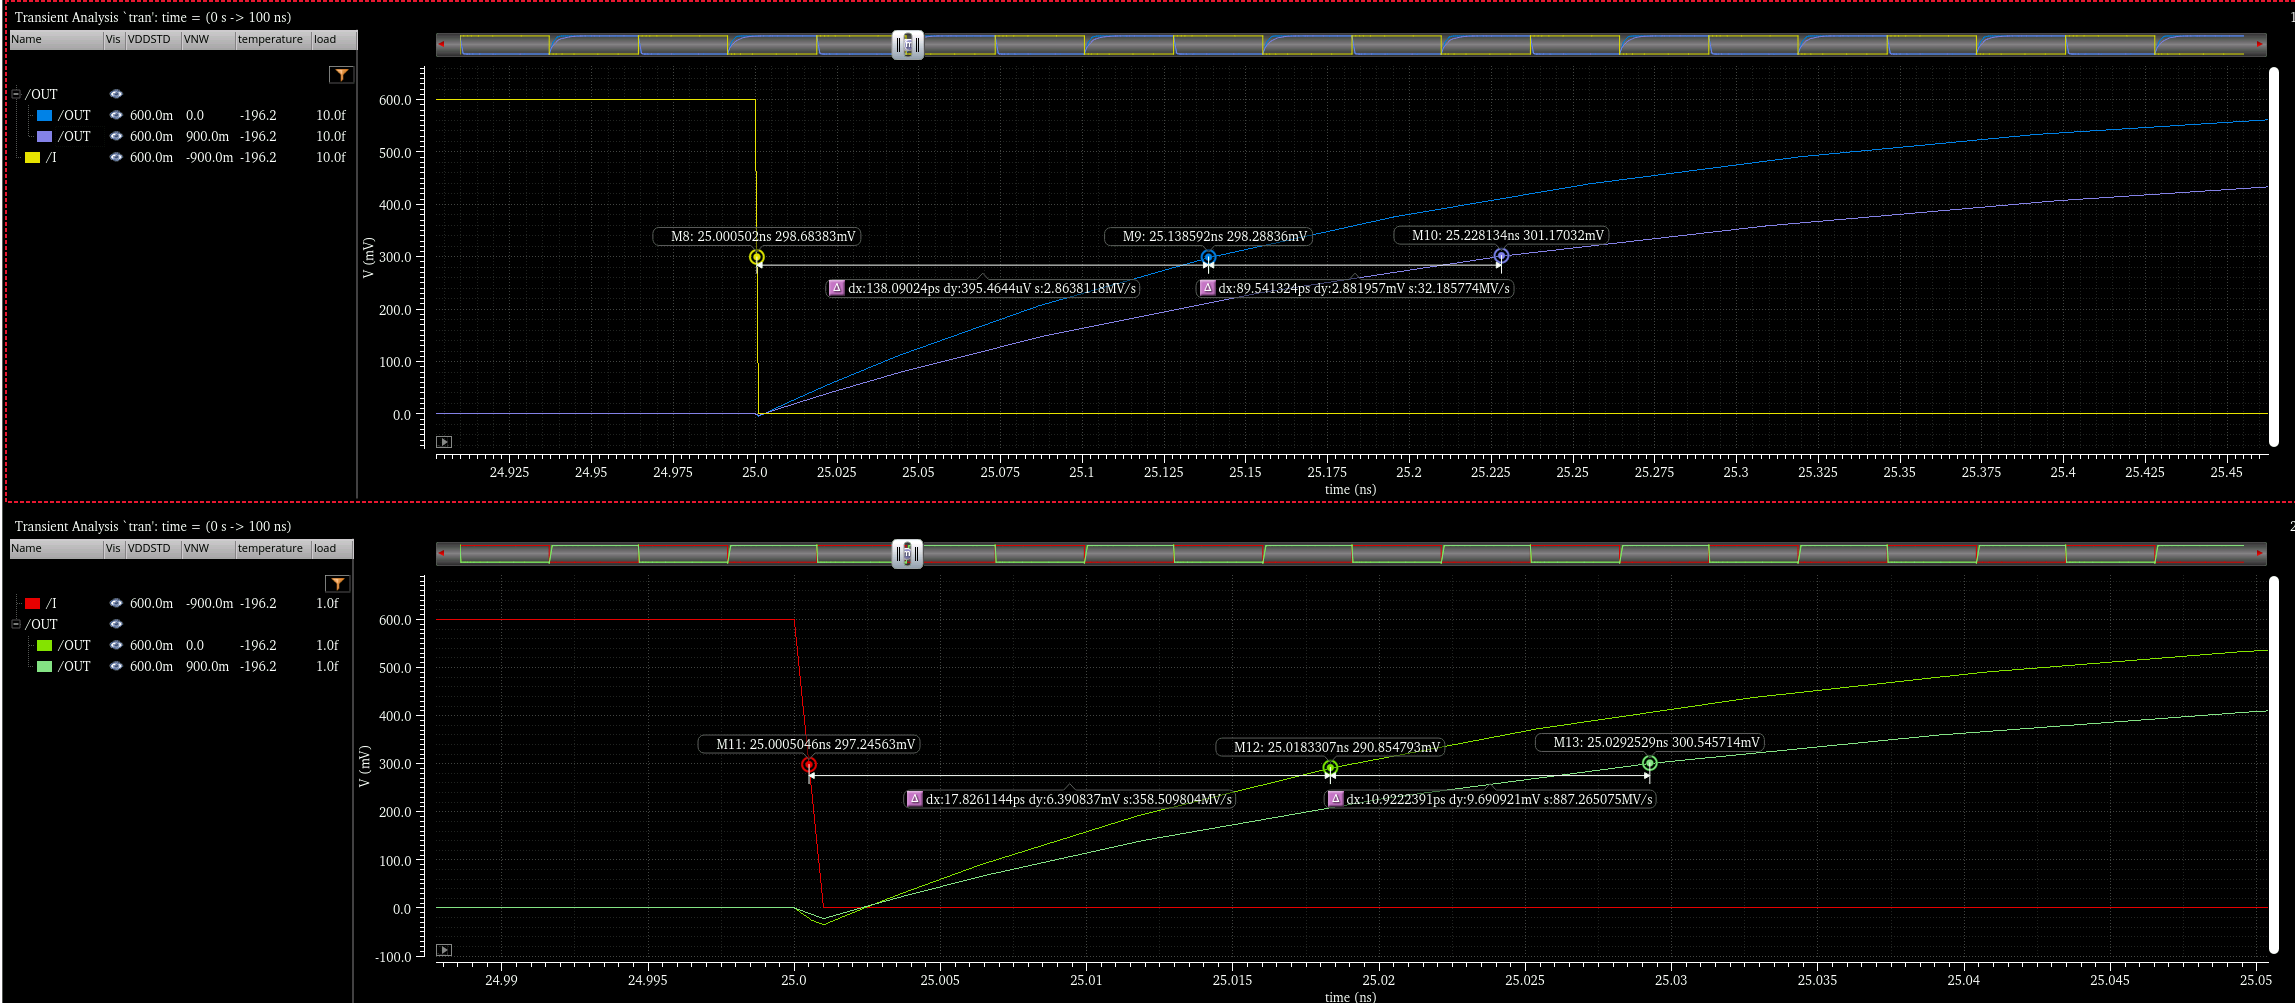 Transient Analysis `tran': time = (0 s -> 100 ns)
1
Name Vis VDDSTD VNW temperature load
/OUT
/OUT 600.0m 0.0 -196.2 10.0f
/OUT 600.0m 900.0m -196.2 10.0f
/I 600.0m -900.0m -196.2 10.0f
V (mV)
600.0
500.0
400.0
300.0
200.0
100.0
0.0
M8: 25.000502ns 298.68383mV
M9: 25.138592ns 298.28836mV
M10: 25.228134ns 301.17032mV
Δ dx:138.09024ps dy:395.4644uV s:2.8638118MV/s
Δ dx:89.541324ps dy:2.881957mV s:32.185774MV/s
24.925 24.95 24.975 25.0 25.025 25.05 25.075 25.1 25.125 25.15 25.175 25.2 25.225 25.25 25.275 25.3 25.325 25.35 25.375 25.4 25.425 25.45
time (ns)
Transient Analysis `tran': time = (0 s -> 100 ns)
2
Name Vis VDDSTD VNW temperature load
/I 600.0m -900.0m -196.2 1.0f
/OUT
/OUT 600.0m 0.0 -196.2 1.0f
/OUT 600.0m 900.0m -196.2 1.0f
V (mV)
600.0
500.0
400.0
300.0
200.0
100.0
0.0
-100.0
M11: 25.0005046ns 297.24563mV
M12: 25.0183307ns 290.854793mV
M13: 25.0292529ns 300.545714mV
Δ dx:17.8261144ps dy:6.390837mV s:358.509804MV/s
Δ dx:10.9222391ps dy:9.690921mV s:887.265075MV/s
24.99 24.995 25.0 25.005 25.01 25.015 25.02 25.025 25.03 25.035 25.04 25.045 25.05
time (ns)